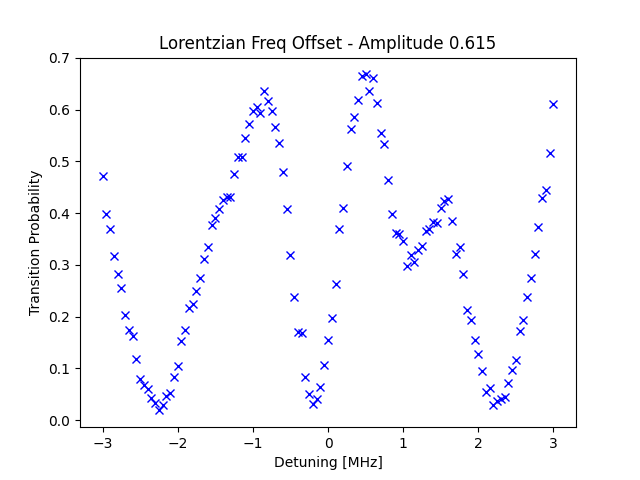 Lorentzian Freq Offset - Amplitude 0.615
Transition Probability
0.7
0.6
0.5
0.4
0.3
0.2
0.1
0.0
−3 −2 −1 0 1 2 3
Detuning [MHz]